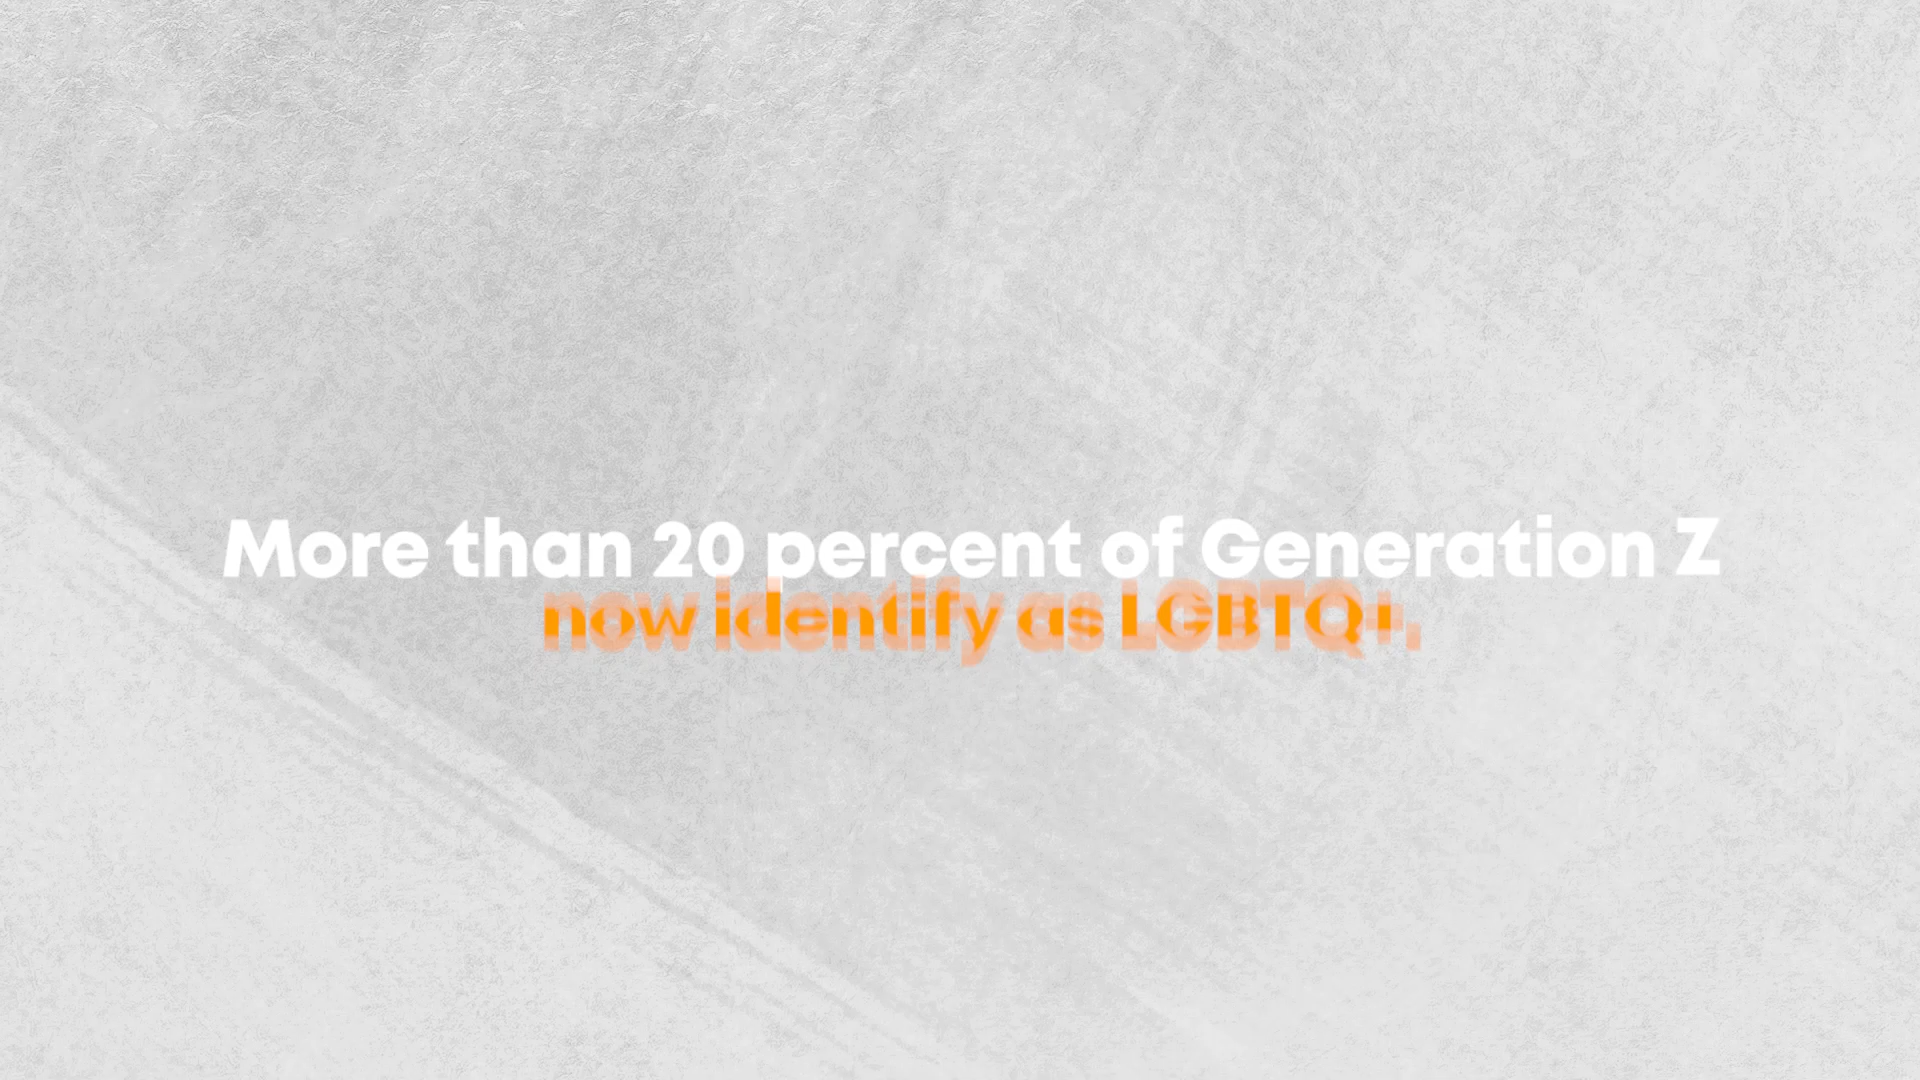 More than 20 percent of Generation Z
now identify as LGBTQ+,